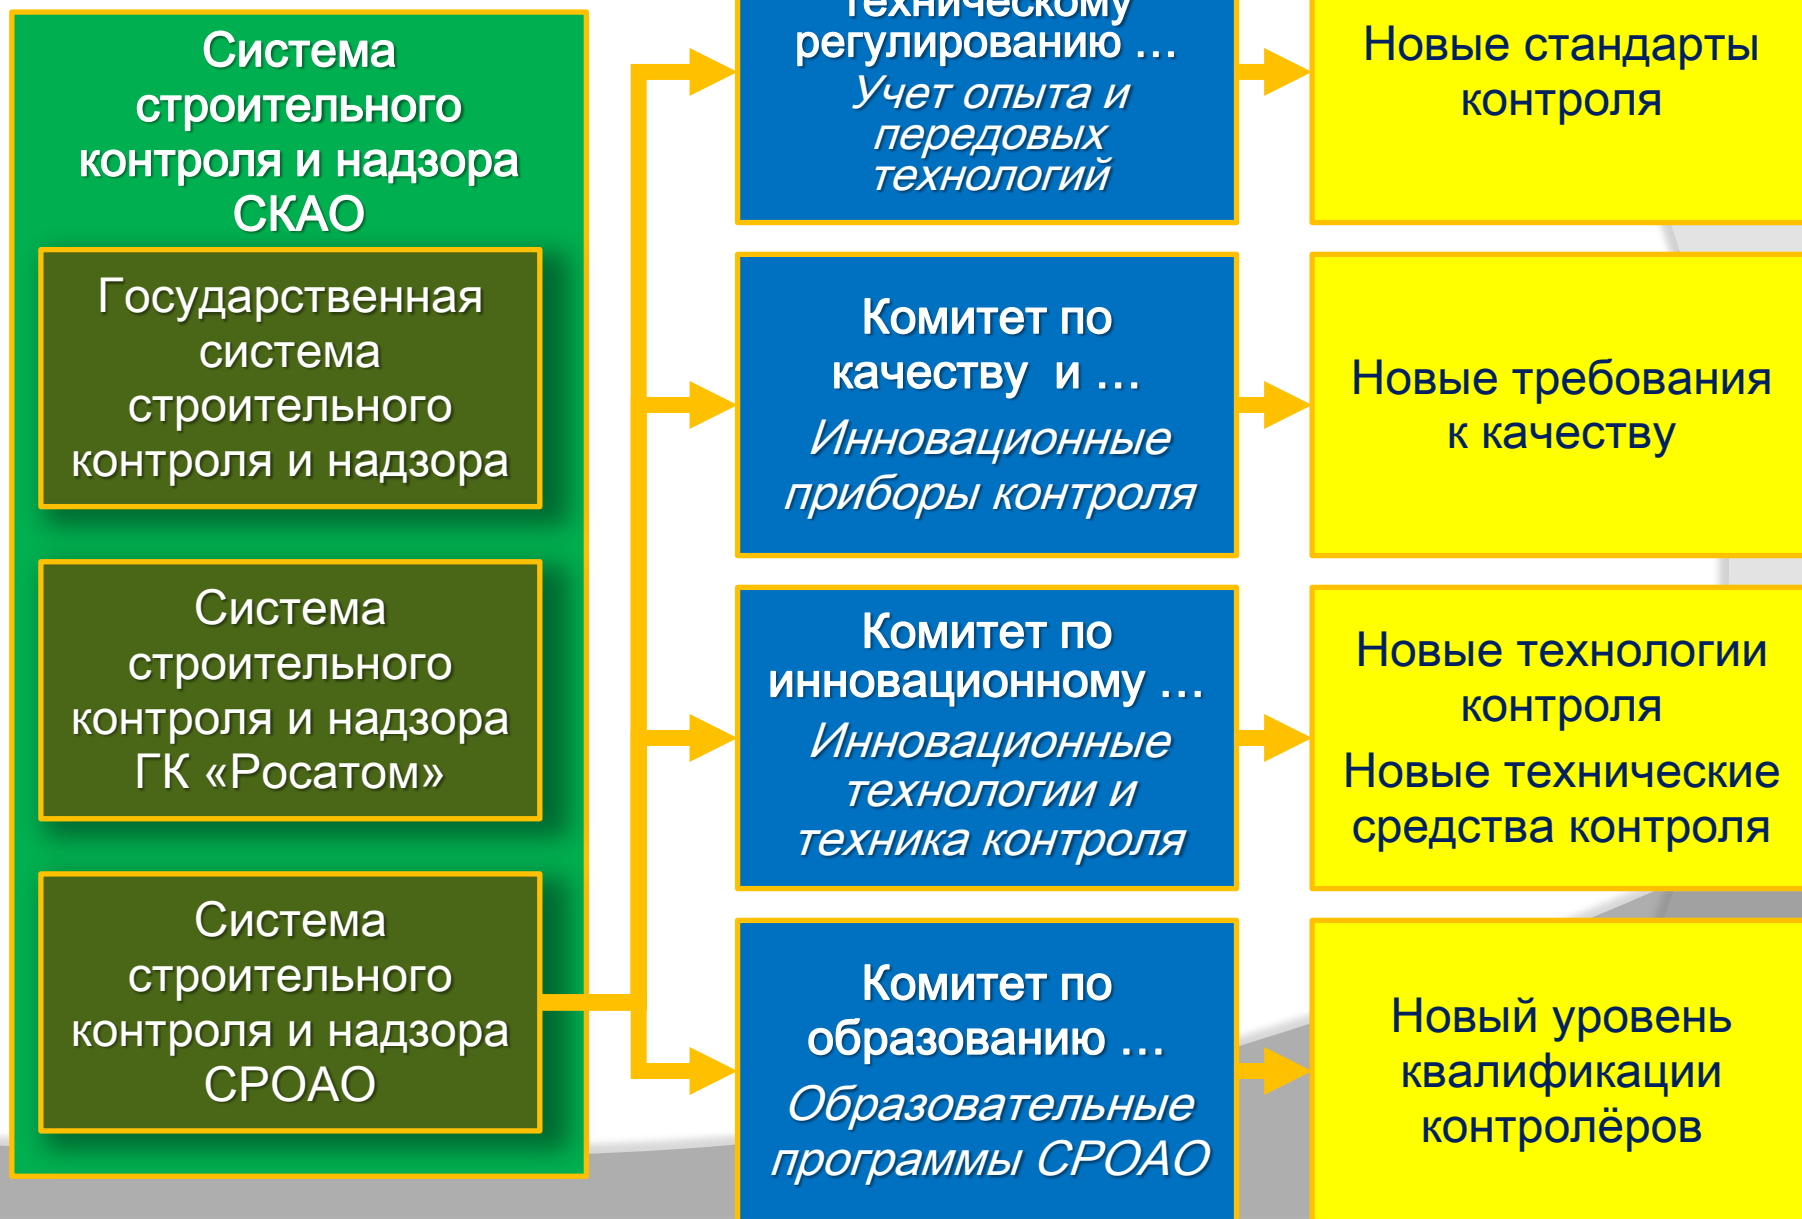 Система
строительного
контроля и надзора
СКАО
Государственная
система
строительного
контроля и надзора
Система
строительного
контроля и надзора
ГК «Росатом»
Система
строительного
контроля и надзора
СРОАО
техническому
регулированию ...
Учет опыта и
передовых
технологий
Комитет по
качеству и ...
Инновационные
приборы контроля
Комитет по
инновационному ...
Инновационные
технологии и
техника контроля
Комитет по
образованию ...
Образовательные
программы СРОАО
Новые стандарты
контроля
Новые требования
к качеству
Новые технологии
контроля
Новые технические
средства контроля
Новый уровень
квалификации
контролёров